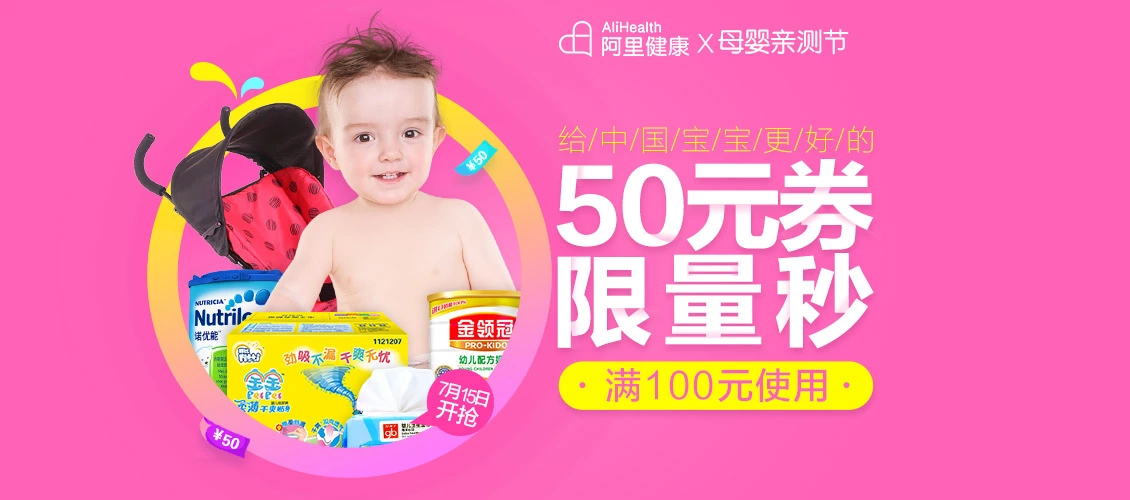 AliHealth
阿里健康 X 母婴亲测节
给/中/国/宝/宝/更/好/的
50元券
限量秒
·满100元使用·
¥50
NUTRICIA
Nutrilo
诺优能
1121207
劲吸不漏 干爽无忧
金领冠
PRO-KIDO
幼儿配方奶
7月15日
开抢
¥50